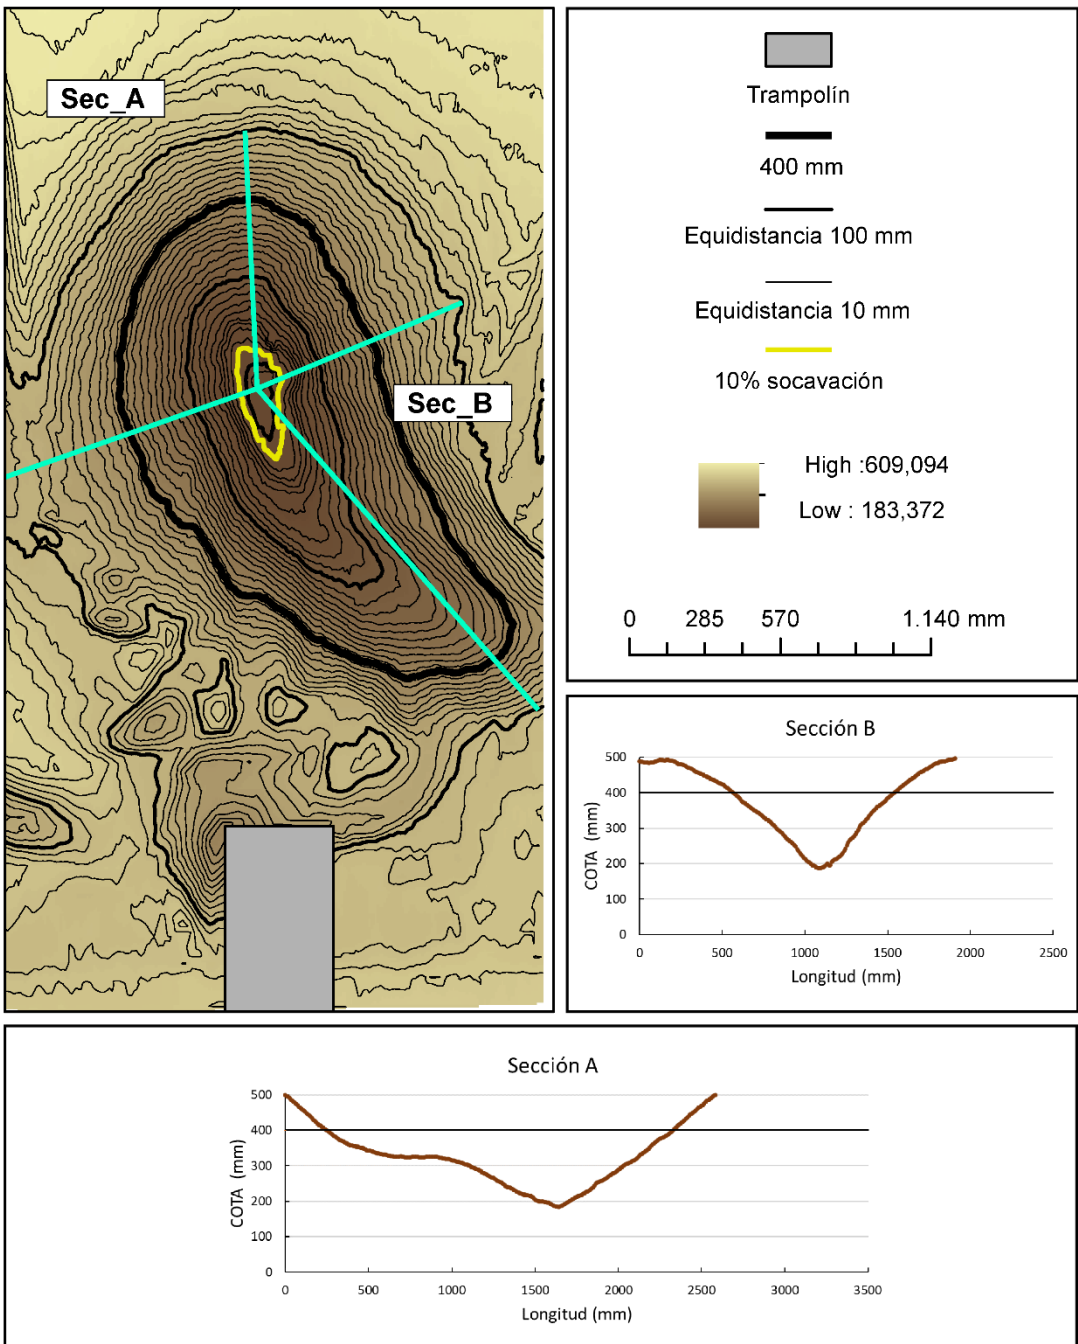 Sec_A
Sec_B
Trampolín
400 mm
Equidistancia 100 mm
Equidistancia 10 mm
10% socavación
High :609,094
Low : 183,372
0 285 570 1.140 mm
Sección B
500
400
300
200
100
0
COTA (mm)
0 500 1000 1500 2000 2500
Longitud (mm)
Sección A
500
400
300
200
100
0
COTA (mm)
0 500 1000 1500 2000 2500 3000 3500
Longitud (mm)